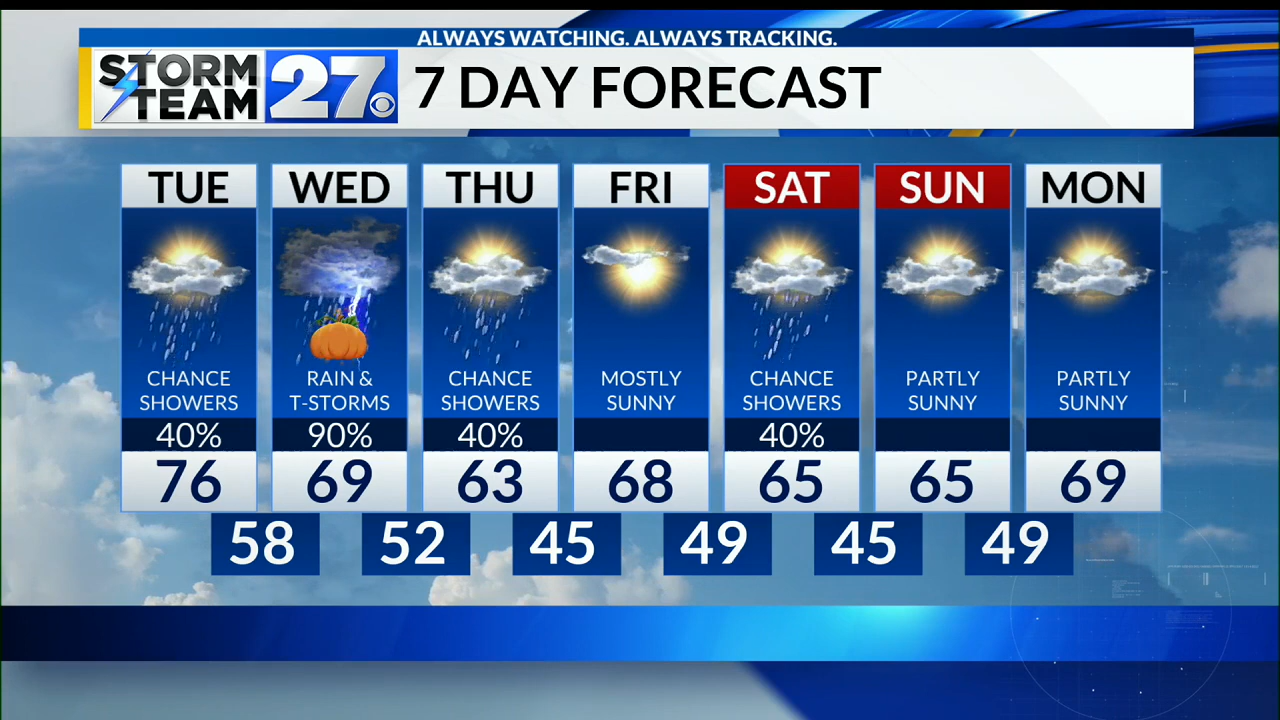 ALWAYS WATCHING. ALWAYS TRACKING.
STORM
TEAM
27
7 DAY FORECAST
TUE WED THU FRI SAT SUN MON
CHANCE RAIN & CHANCE MOSTLY CHANCE PARTLY PARTLY
SHOWERS T-STORMS SHOWERS SUNNY SHOWERS SUNNY SUNNY
40% 90% 40% 40%
76 69 63 68 65 65 69
58 52 45 49 45 49